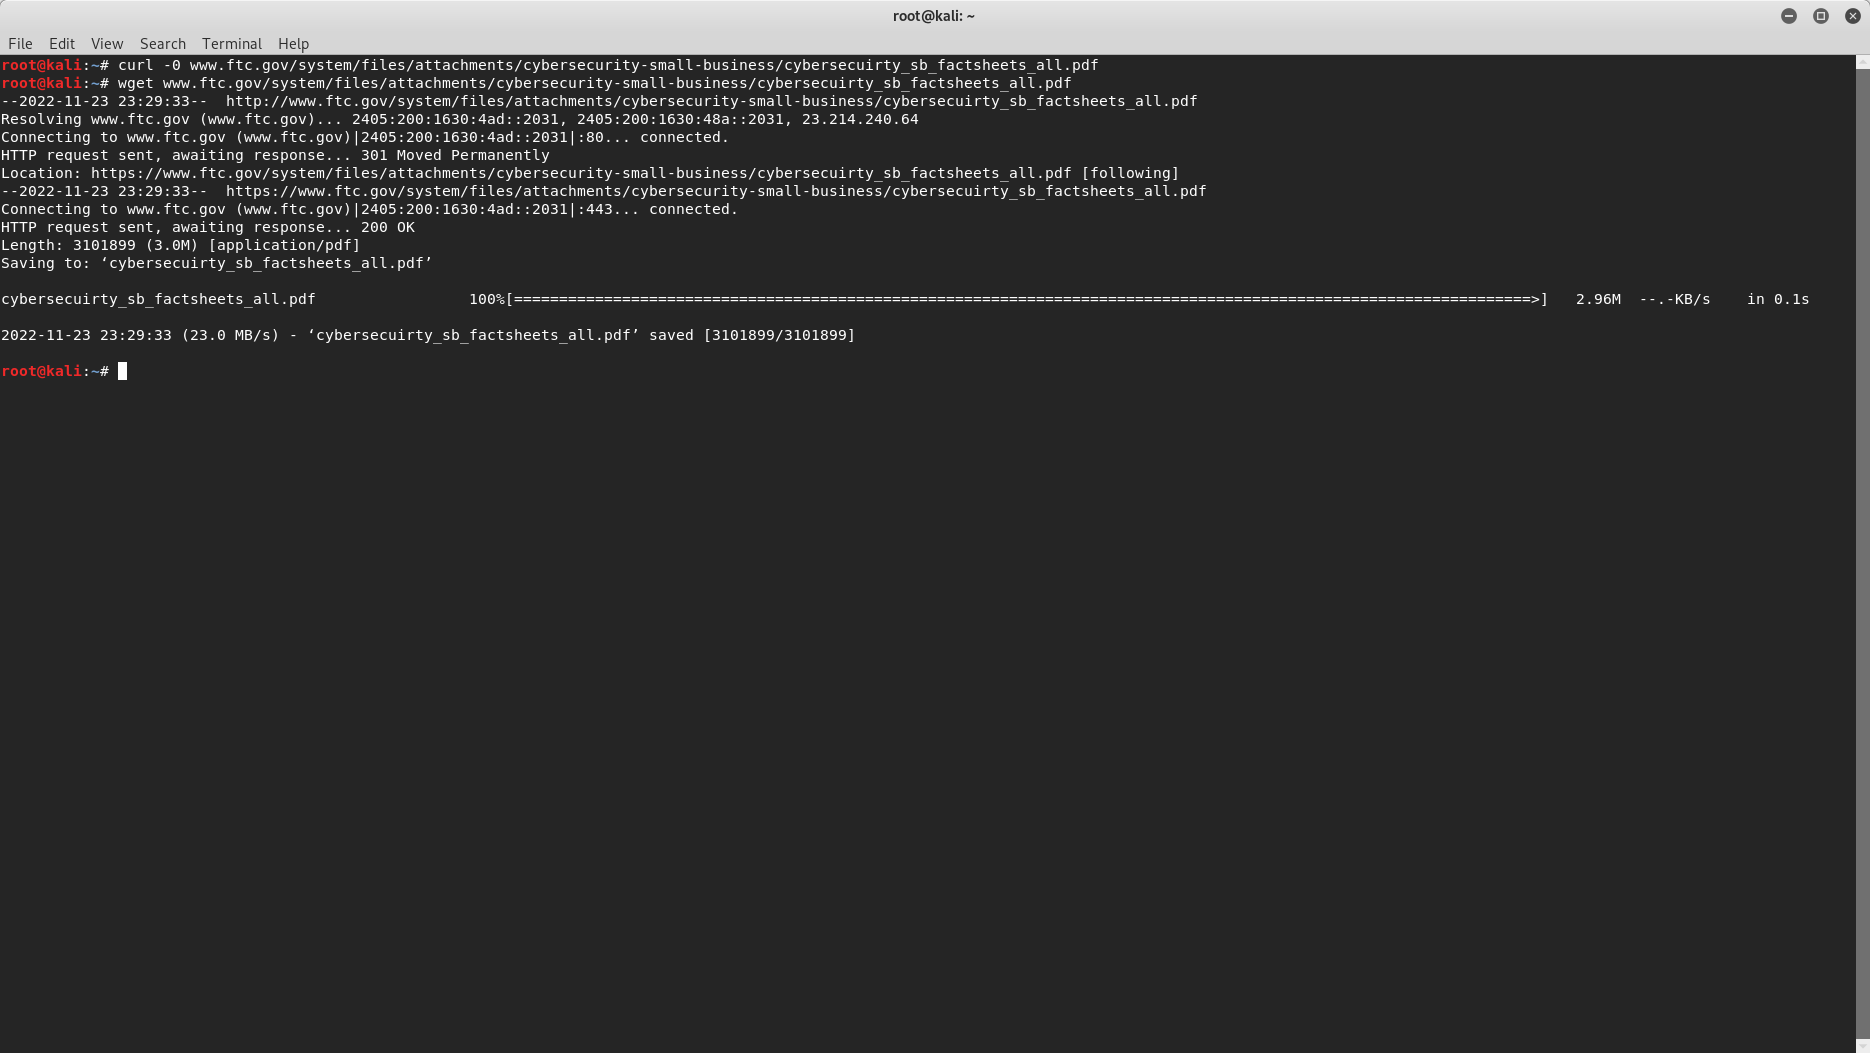 root@kali: ~
File Edit View Search Terminal Help
root@kali:~# curl -0 www.ftc.gov/system/files/attachments/cybersecurity-small-business/cybersecuirty_sb_factsheets_all.pdf
root@kali:~# wget www.ftc.gov/system/files/attachments/cybersecurity-small-business/cybersecuirty_sb_factsheets_all.pdf
--2022-11-23 23:29:33--  http://www.ftc.gov/system/files/attachments/cybersecurity-small-business/cybersecuirty_sb_factsheets_all.pdf
Resolving www.ftc.gov (www.ftc.gov)... 2405:200:1630:4ad::2031, 2405:200:1630:48a::2031, 23.214.240.64
Connecting to www.ftc.gov (www.ftc.gov)|2405:200:1630:4ad::2031|:80... connected.
HTTP request sent, awaiting response... 301 Moved Permanently
Location: https://www.ftc.gov/system/files/attachments/cybersecurity-small-business/cybersecuirty_sb_factsheets_all.pdf [following]
--2022-11-23 23:29:33--  https://www.ftc.gov/system/files/attachments/cybersecurity-small-business/cybersecuirty_sb_factsheets_all.pdf
Connecting to www.ftc.gov (www.ftc.gov)|2405:200:1630:4ad::2031|:443... connected.
HTTP request sent, awaiting response... 200 OK
Length: 3101899 (3.0M) [application/pdf]
Saving to: ‘cybersecuirty_sb_factsheets_all.pdf’
cybersecuirty_sb_factsheets_all.pdf 100%[=================================================================================================================>] 2.96M --.-KB/s in 0.1s
2022-11-23 23:29:33 (23.0 MB/s) - ‘cybersecuirty_sb_factsheets_all.pdf’ saved [3101899/3101899]
root@kali:~#